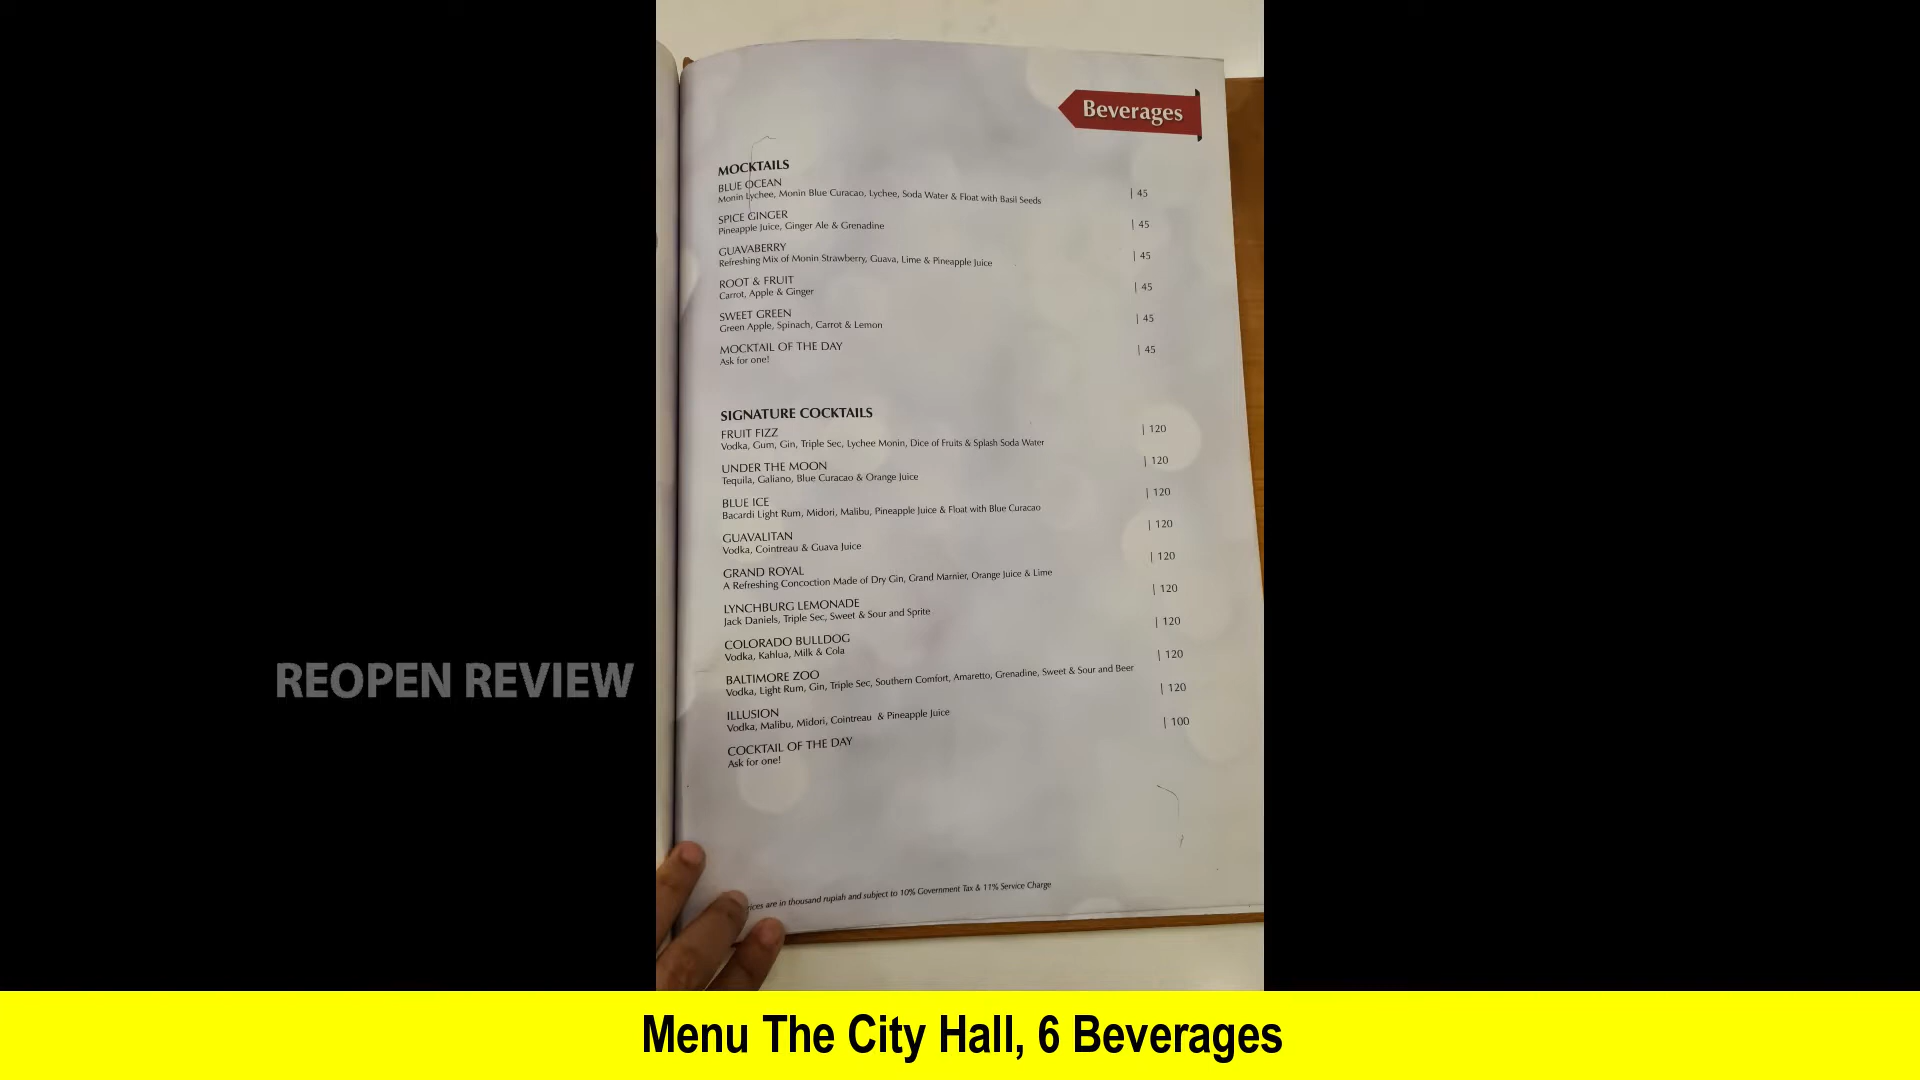 Beverages
MOCKTAILS
BLUE OCEAN
Monin Lychee, Monin Blue Curacao, Lychee, Soda Water & Float with Basil Seeds | 45
SPICE GINGER
Pineapple Juice, Ginger Ale & Grenadine | 45
GUAVABERRY
Refreshing Mix of Monin Strawberry, Guava, Lime & Pineapple Juice | 45
ROOT & FRUIT
Carrot, Apple & Ginger | 45
SWEET GREEN
Green Apple, Spinach, Carrot & Lemon | 45
MOCKTAIL OF THE DAY | 45
Ask for one!
SIGNATURE COCKTAILS
FRUIT FIZZ | 120
Vodka, Gum, Gin, Triple Sec, Lychee Monin, Dice of Fruits & Splash Soda Water
UNDER THE MOON | 120
Tequila, Galiano, Blue Curacao & Orange Juice
BLUE ICE | 120
Bacardi Light Rum, Midori, Malibu, Pineapple Juice & Float with Blue Curacao
GUAVALITAN | 120
Vodka, Cointreau & Guava Juice
GRAND ROYAL | 120
A Refreshing Concoction Made of Dry Gin, Grand Marnier, Orange Juice & Lime
LYNCHBURG LEMONADE | 120
Jack Daniels, Triple Sec, Sweet & Sour and Sprite
COLORADO BULLDOG | 120
Vodka, Kahlua, Milk & Cola
BALTIMORE ZOO | 120
Vodka, Light Rum, Gin, Triple Sec, Southern Comfort, Amaretto, Grenadine, Sweet & Sour and Beer
ILLUSION | 120
Vodka, Malibu, Midori, Cointreau & Pineapple Juice
COCKTAIL OF THE DAY | 100
Ask for one!
rices are in thousand rupiah and subject to 10% Government Tax & 11% Service Charge
REOPEN REVIEW
Menu The City Hall, 6 Beverages